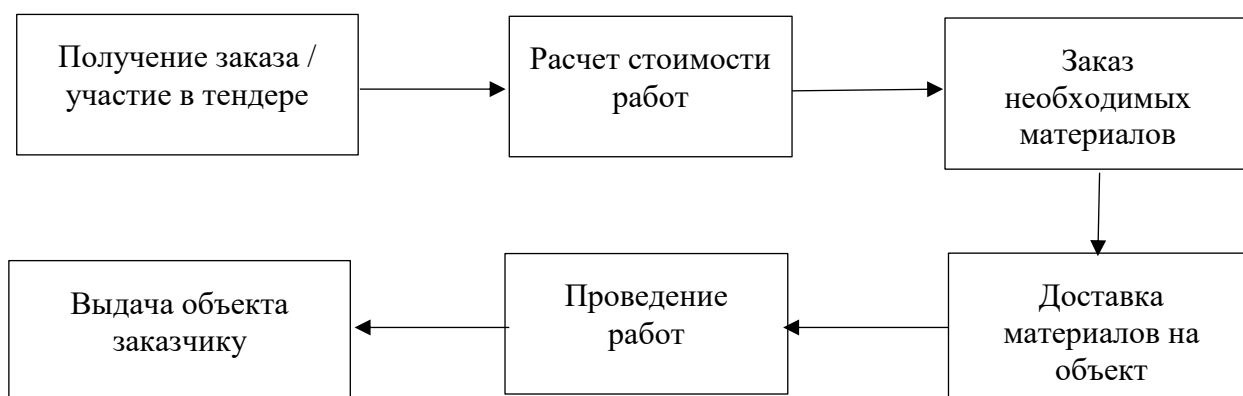 Получение заказа /
участие в тендере
Расчет стоимости
работ
Заказ
необходимых
материалов
Доставка
материалов на
объект
Проведение
работ
Выдача объекта
заказчику